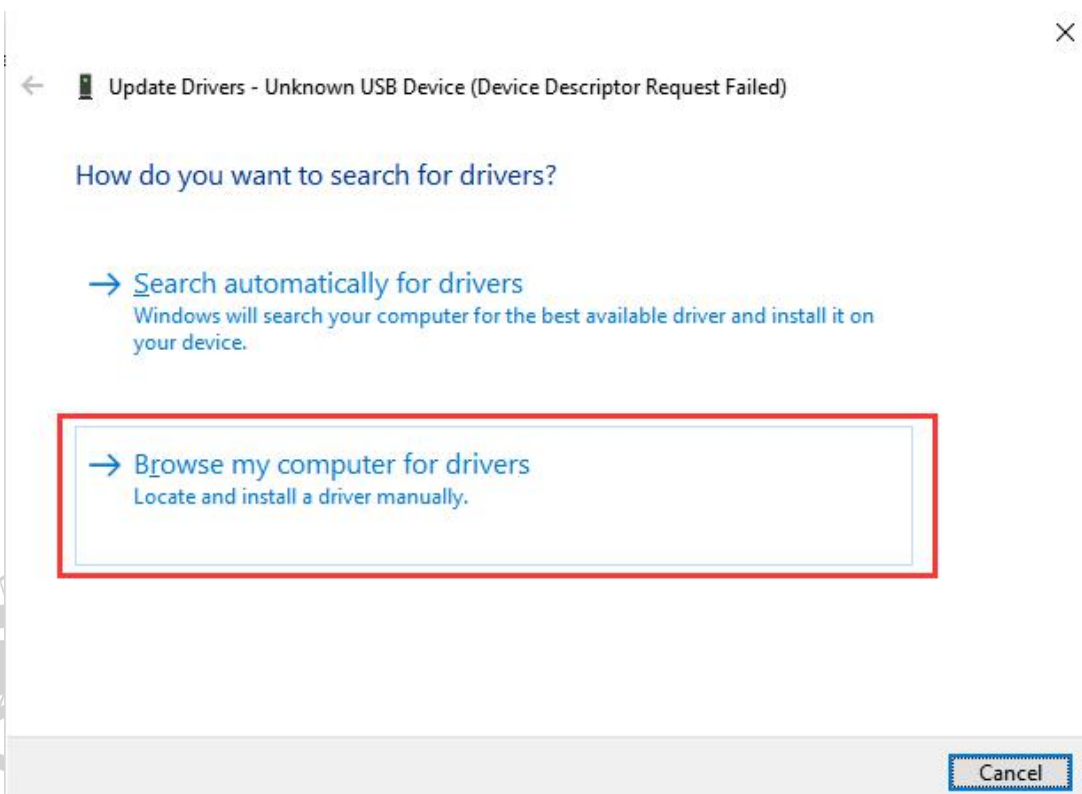 Update Drivers - Unknown USB Device (Device Descriptor Request Failed)
How do you want to search for drivers?
Search automatically for drivers
Windows will search your computer for the best available driver and install it on
your device.
Browse my computer for drivers
Locate and install a driver manually.
Cancel